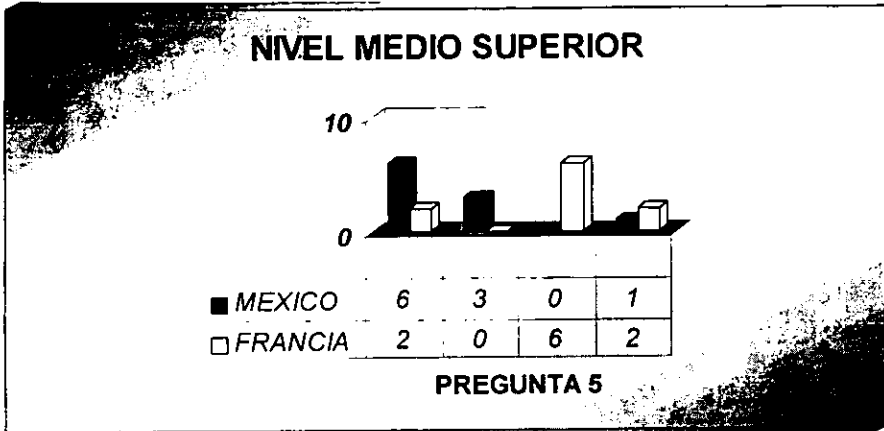 NIVEL MEDIO SUPERIOR
10
0
MEXICO 6 3 0 1
FRANCIA 2 0 6 2
PREGUNTA 5